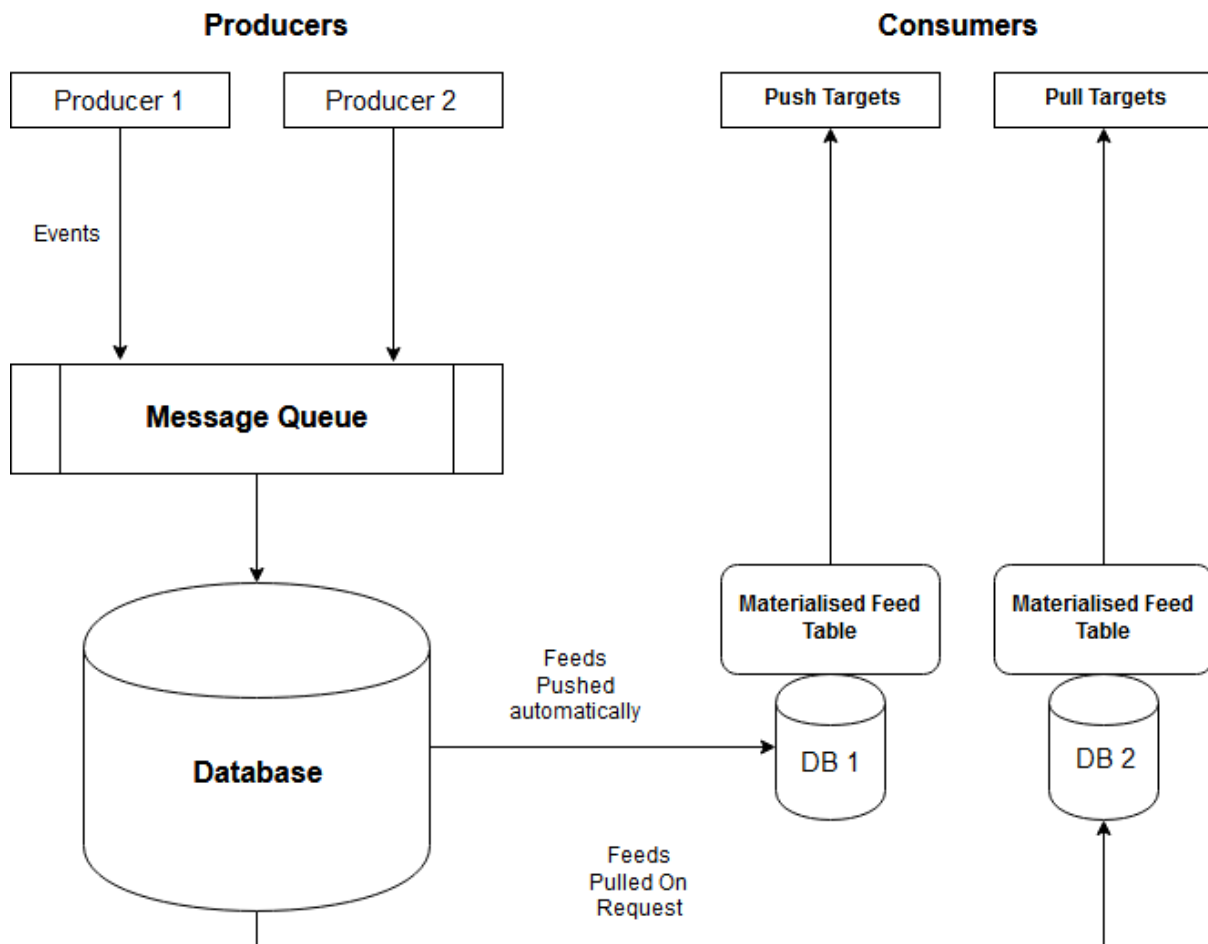 Producers
Consumers
Producer 1
Producer 2
Push Targets
Pull Targets
Events
Message Queue
Materialised Feed
Table
Materialised Feed
Table
Feeds
Pushed
automatically
Database
DB 1
DB 2
Feeds
Pulled On
Request